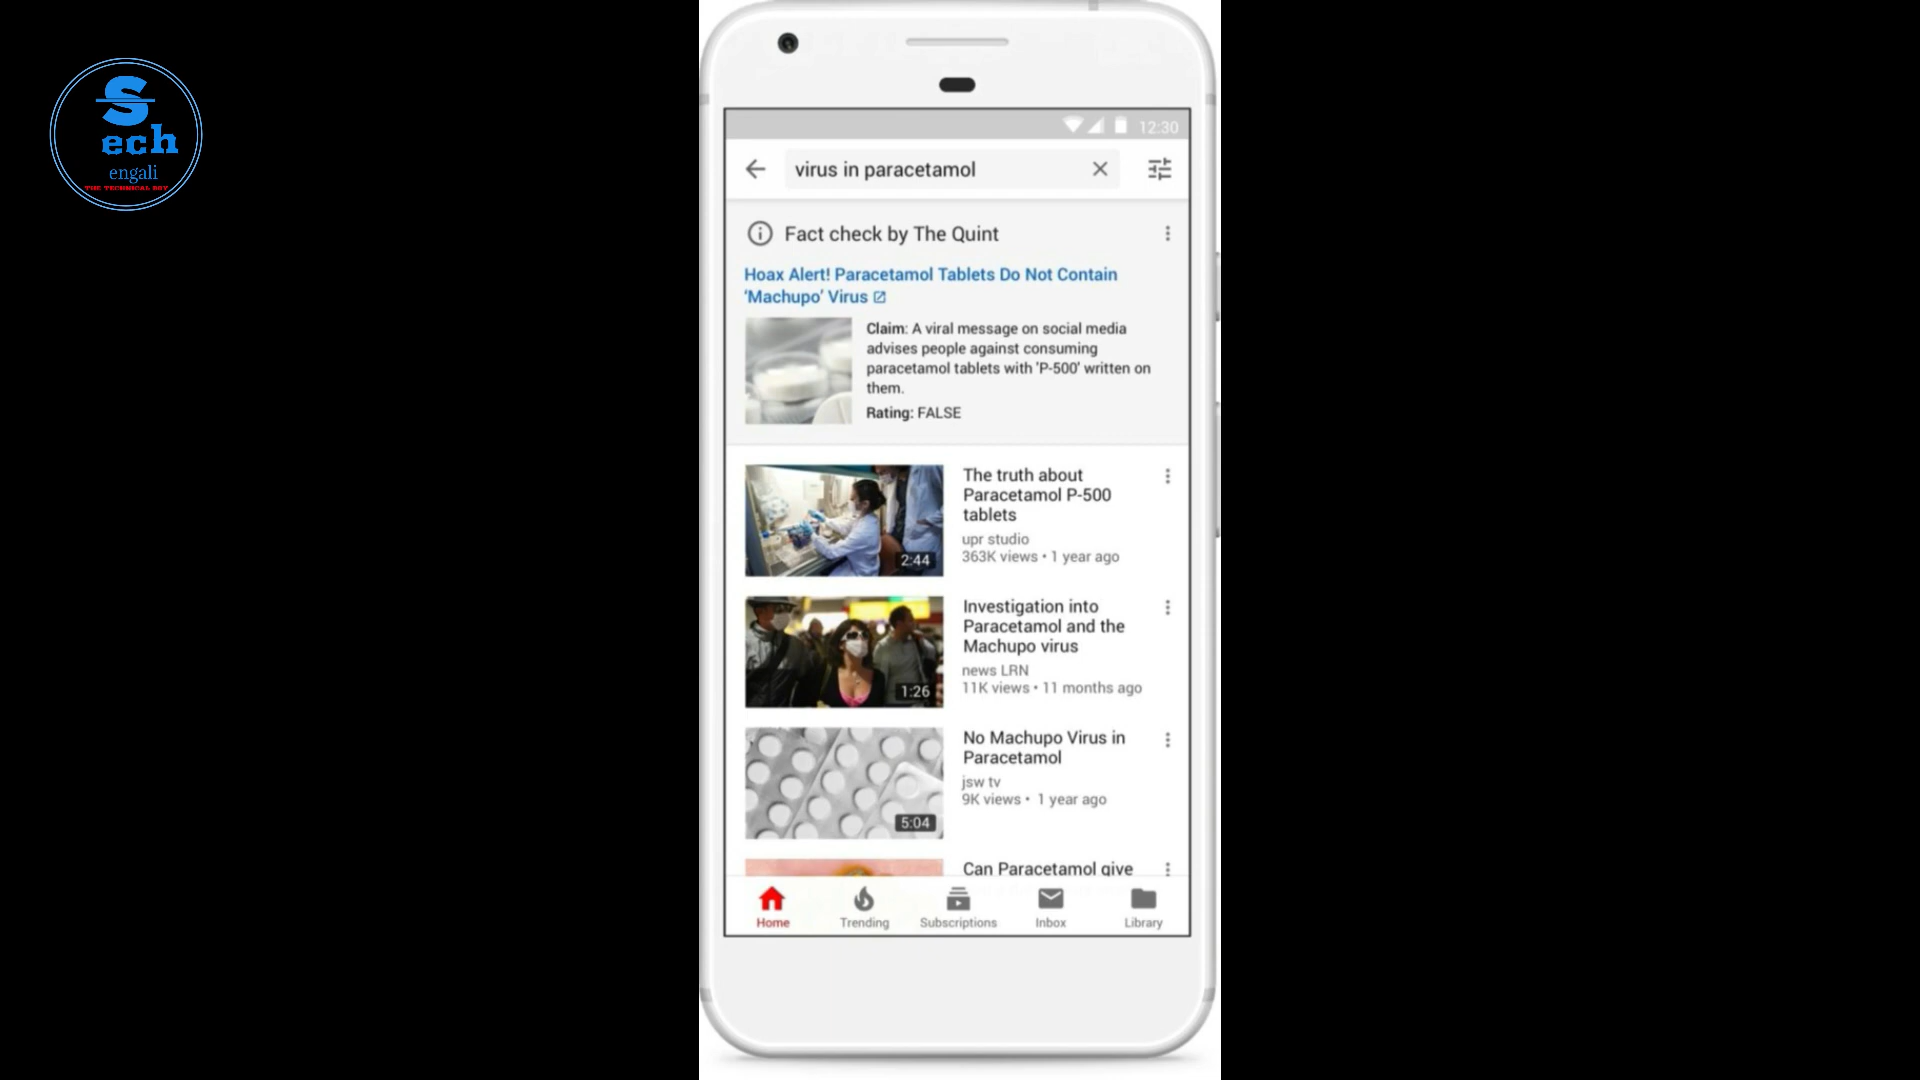 S
ech
engali
THE TECHNICAL BOY
12:30
virus in paracetamol
Fact check by The Quint
Hoax Alert! Paracetamol Tablets Do Not Contain
‘Machupo’ Virus
Claim: A viral message on social media
advises people against consuming
paracetamol tablets with 'P-500' written on
them.
Rating: FALSE
The truth about
Paracetamol P-500
tablets
upr studio
363K views • 1 year ago
2:44
Investigation into
Paracetamol and the
Machupo virus
news LRN
11K views • 11 months ago
1:26
No Machupo Virus in
Paracetamol
jsw tv
9K views • 1 year ago
5:04
Can Paracetamol give
Home
Trending
Subscriptions
Inbox
Library